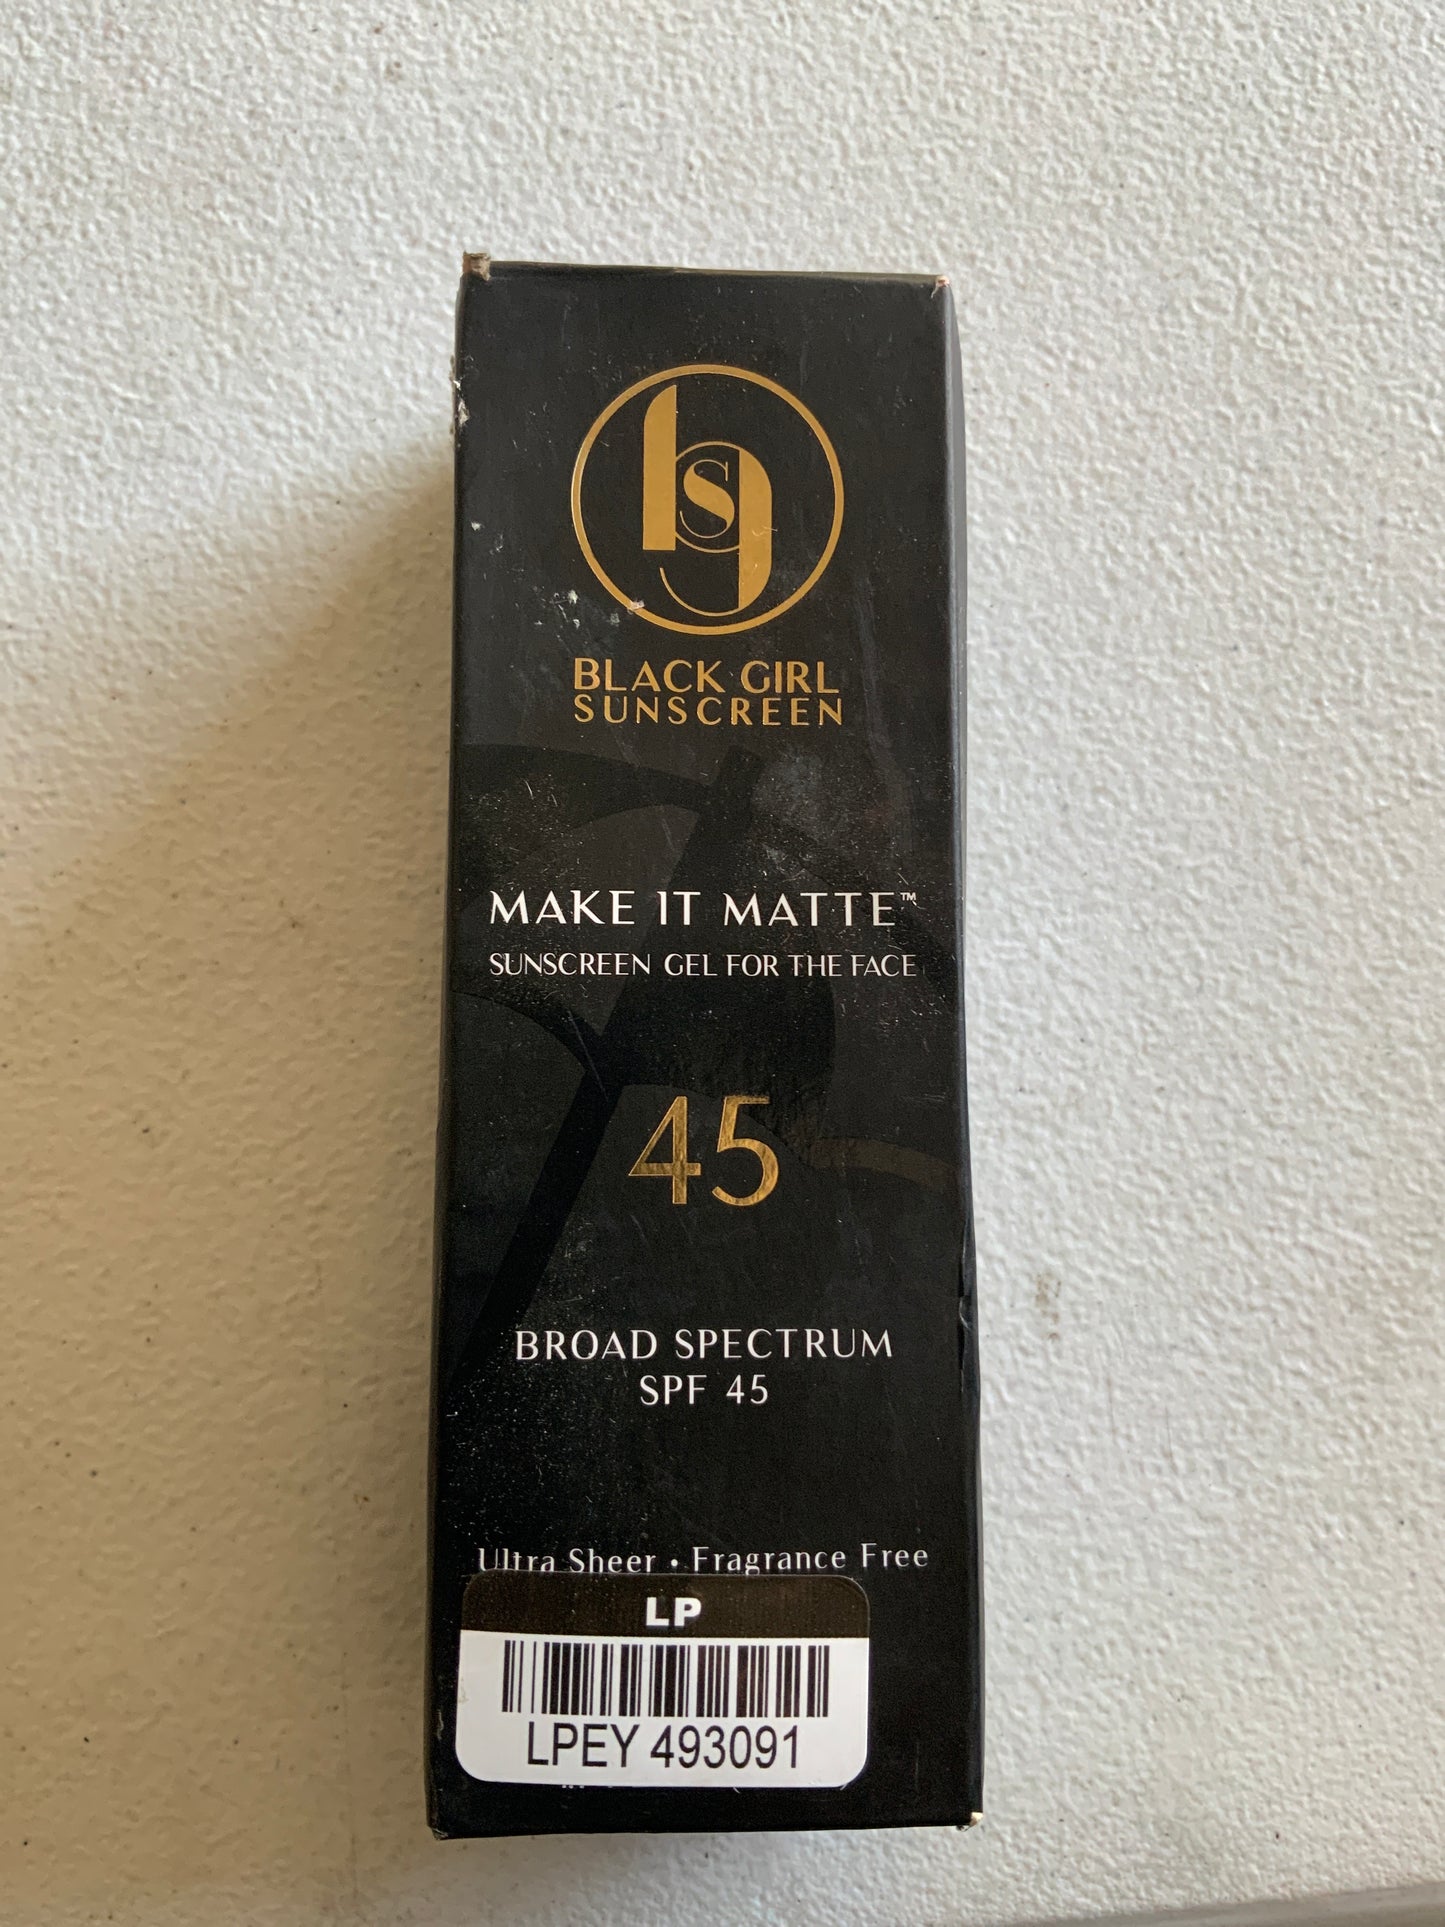 bgs
BLACK GIRL
SUNSCREEN
MAKE IT MATTE™
SUNSCREEN GEL FOR THE FACE
45
BROAD SPECTRUM
SPF 45
Ultra Sheer • Fragrance Free
LP
LPEY 493091